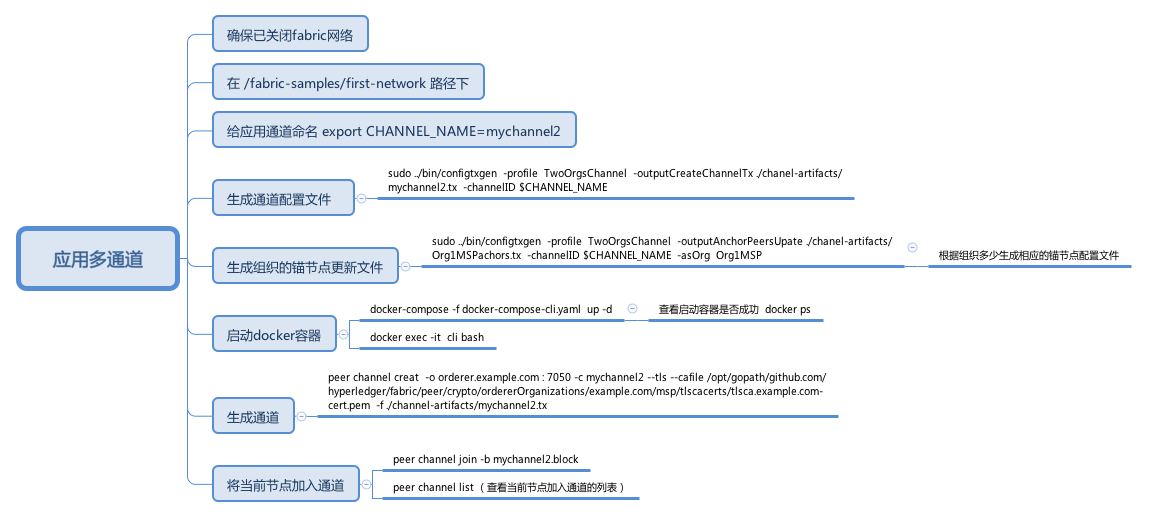 应用多通道
确保已关闭fabric网络
在 /fabric-samples/first-network 路径下
给应用通道命名 export CHANNEL_NAME=mychannel2
生成通道配置文件
sudo ../bin/configtxgen -profile TwoOrgsChannel -outputCreateChannelTx ./chanel-artifacts/
mychannel2.tx -channelID $CHANNEL_NAME
生成组织的锚节点更新文件
sudo ../bin/configtxgen -profile TwoOrgsChannel -outputAnchorPeersUpate ./chanel-artifacts/
Org1MSPachors.tx -channelID $CHANNEL_NAME -asOrg Org1MSP
根据组织多少生成相应的锚节点配置文件
启动docker容器
docker-compose -f docker-compose-cli.yaml up -d
查看启动容器是否成功 docker ps
docker exec -it cli bash
生成通道
peer channel creat -o orderer.example.com : 7050 -c mychannel2 --tls --cafile /opt/gopath/github.com/
hyperledger/fabric/peer/crypto/ordererOrganizations/example.com/msp/tlscacerts/tlsca.example.com-
cert.pem -f ./channel-artifacts/mychannel2.tx
将当前节点加入通道
peer channel join -b mychannel2.block
peer channel list（查看当前节点加入通道的列表）